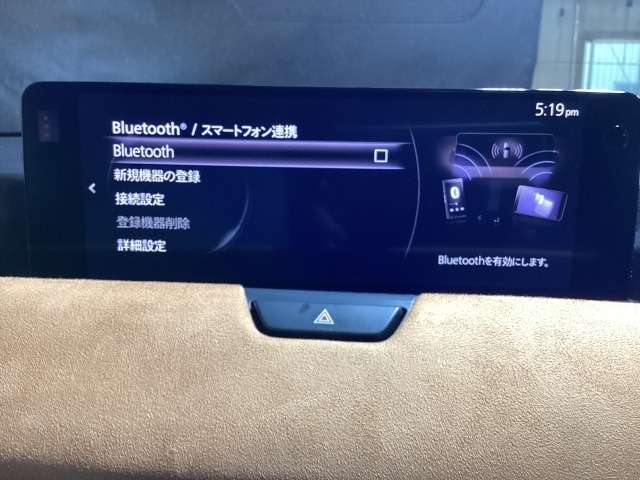 5:19pm
Bluetooth® / スマートフォン連携
Bluetooth
新規機器の登録
接続設定
登録機器削除
詳細設定
Bluetoothを有効にします。